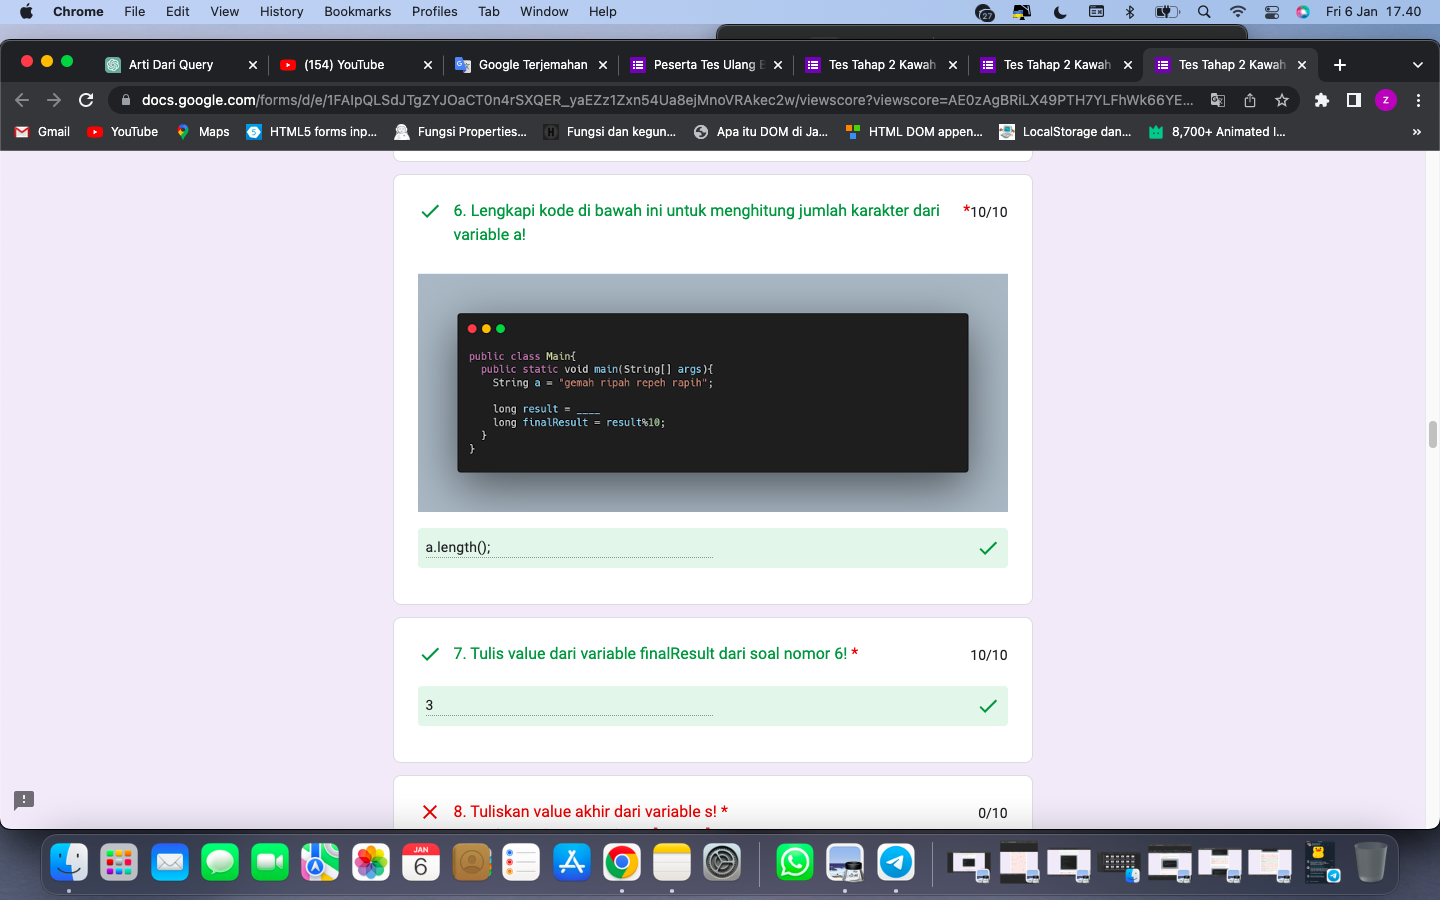 Chrome File Edit View History Bookmarks Profiles Tab Window Help 27 Fri 6 Jan 17.40
Arti Dari Query (154) YouTube Google Terjemahan Peserta Tes Ulang Tes Tahap 2 Kawah Tes Tahap 2 Kawah Tes Tahap 2 Kawah
docs.google.com/forms/d/e/1FAIpQLSdJTgZYJOaCT0n4rSXQER_yaEZz1Zxn54Ua8ejMnoVRAkec2w/viewscore?viewscore=AE0zAgBRiLX49PTH7YLFhWk66YE... Z
Gmail YouTube Maps HTML5 forms inp... Fungsi Properties... Fungsi dan kegun... Apa itu DOM di Ja... HTML DOM appen... LocalStorage dan... 8,700+ Animated I... »
6. Lengkapi kode di bawah ini untuk menghitung jumlah karakter dari *10/10
variable a!
public class Main{
public static void main(String[] args){
String a = "gemah ripah repeh rapih";
long result = ____
long finalResult = result%10;
}
}
a.length();
7. Tulis value dari variable finalResult dari soal nomor 6! * 10/10
3
8. Tuliskan value akhir dari variable s! * 0/10
JAN
6